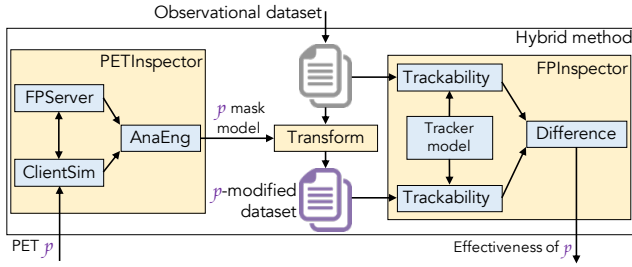 Observational dataset
Hybrid method
PETInspector
FPInspector
FPServer
Trackability
p mask
model
AnaEng
Transform
Tracker
model
Difference
ClientSim
p-modified
dataset
Trackability
PET p
Effectiveness of p